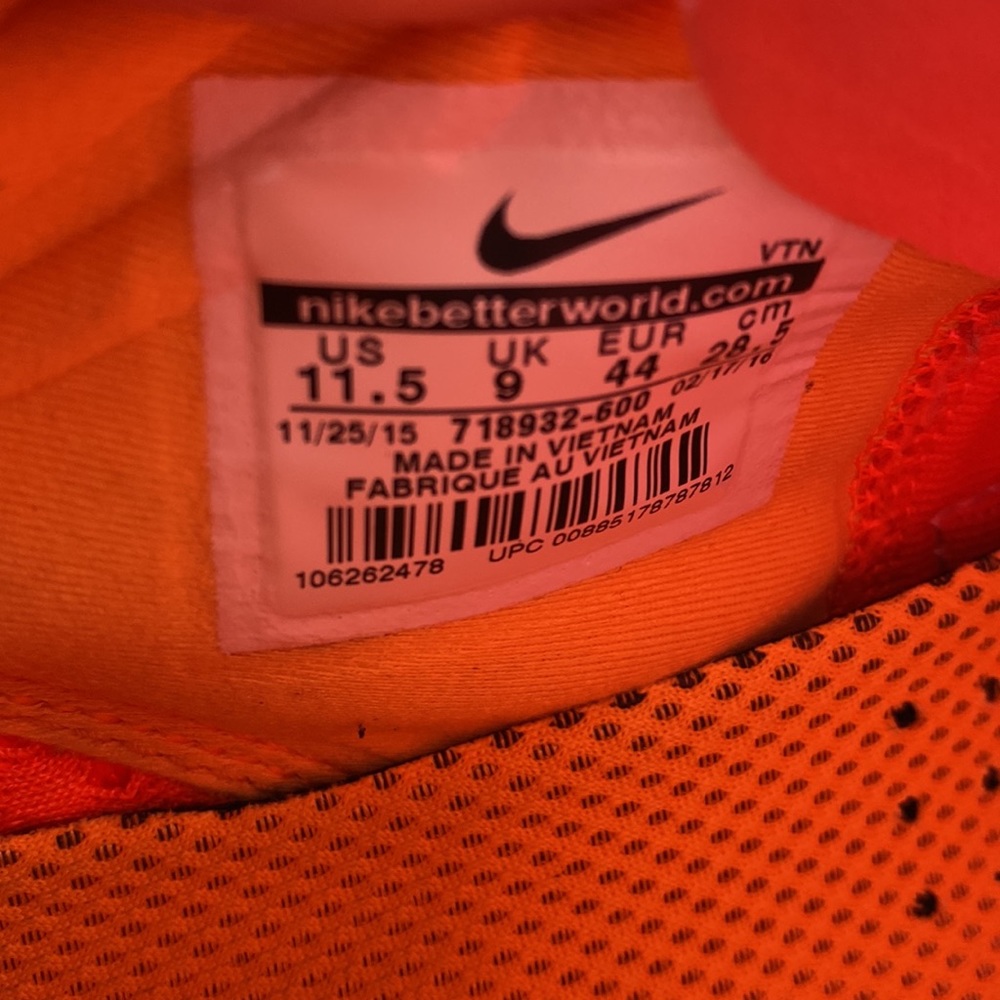 VTN
nikebetterworld.com
US UK EUR cm
11.5 9 44 28.5
11/25/15 718932-600 02/17/16
MADE IN VIETNAM
FABRIQUE AU VIETNAM
106262478 UPC 00885178787812